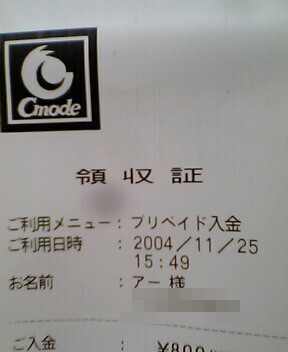 Cmode
領収証
ご利用メニュー：プリペイド入金
ご利用日時　：2004／11／25
15：49
お名前　：アー 様
ご入金　：¥800